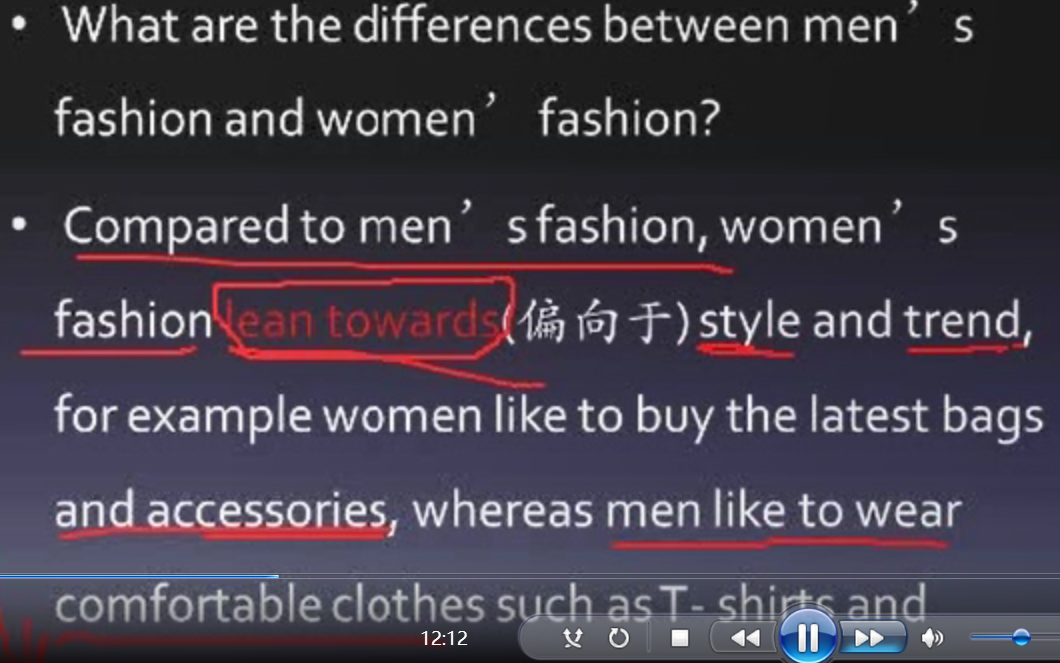 • What are the differences between men’s
fashion and women’ fashion?
• Compared to men’s fashion, women’s
fashion lean towards(偏向于) style and trend,
for example women like to buy the latest bags
and accessories, whereas men like to wear
comfortable clothes such as T- shirts and
12:12